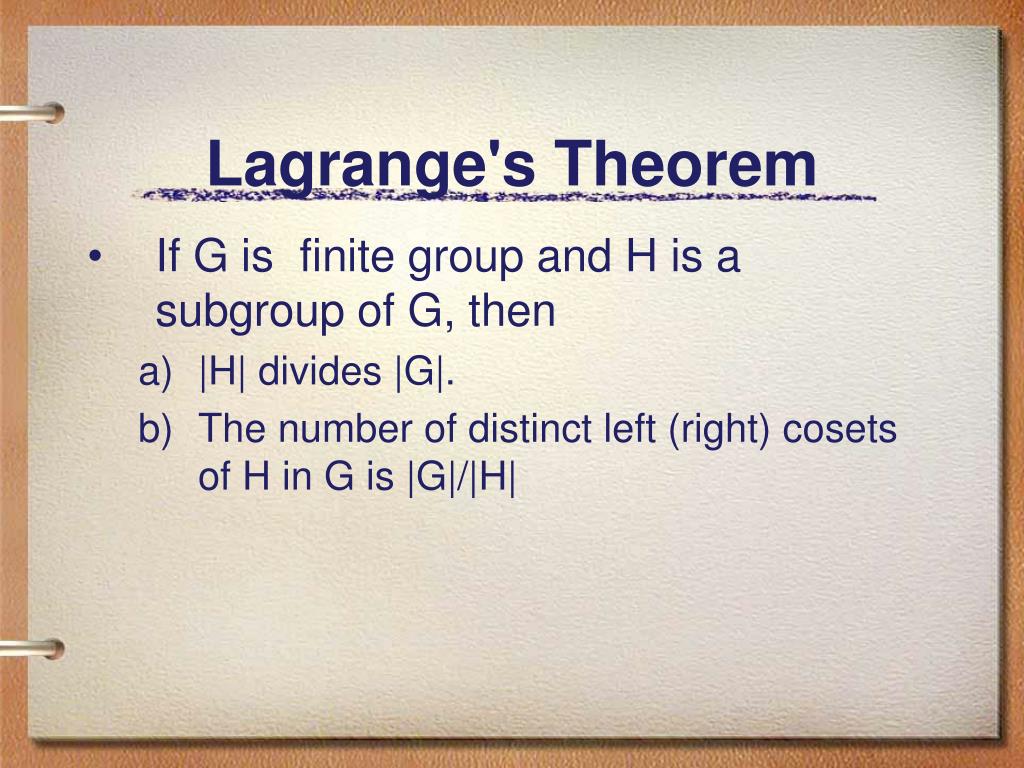 Lagrange's Theorem
• If G is  finite group and H is a
subgroup of G, then
a) |H| divides |G|.
b) The number of distinct left (right) cosets
of H in G is |G|/|H|